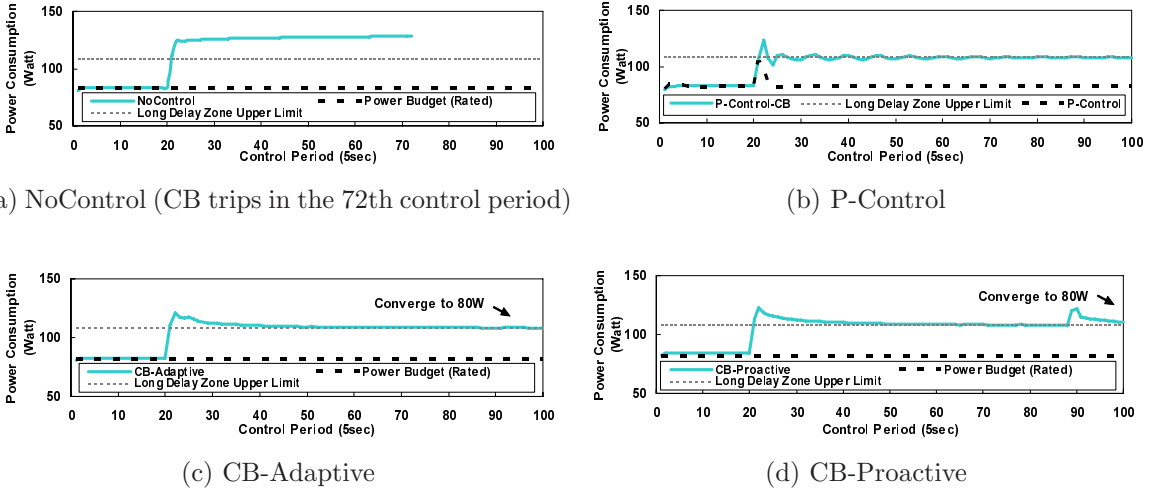 150
100
50
Power Consumption
(Watt)
NoControl
Power Budget (Rated)
Long Delay Zone Upper Limit
0 10 20 30 40 50 60 70 80 90 100
Control Period (5sec)
a) NoControl (CB trips in the 72th control period)
150
100
50
Power Consumption
(Watt)
P-Control-CB
Long Delay Zone Upper Limit
P-Control
0 10 20 30 40 50 60 70 80 90 100
Control Period (5sec)
(b) P-Control
150
100
50
Power Consumption
(Watt)
Converge to 80W
CB-Adaptive
Power Budget (Rated)
Long Delay Zone Upper Limit
0 10 20 30 40 50 60 70 80 90 100
Control Period (5sec)
(c) CB-Adaptive
150
100
50
Power Consumption
(Watt)
Converge to 80W
CB-Proactive
Power Budget (Rated)
Long Delay Zone Upper Limit
0 10 20 30 40 50 60 70 80 90 100
Control Period (5sec)
(d) CB-Proactive